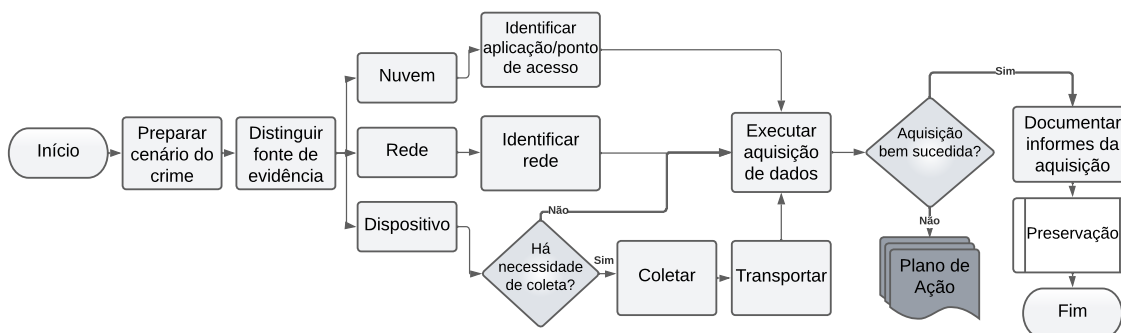 Início
Preparar
cenário do
crime
Distinguir
fonte de
evidência
Nuvem
Identificar
aplicação/ponto
de acesso
Rede
Identificar
rede
Dispositivo
Há
necessidade
de coleta?
Não
Sim
Coletar
Transportar
Executar
aquisição
de dados
Aquisição
bem sucedida?
Sim
Não
Plano de
Ação
Documentar
informes da
aquisição
Preservação
Fim